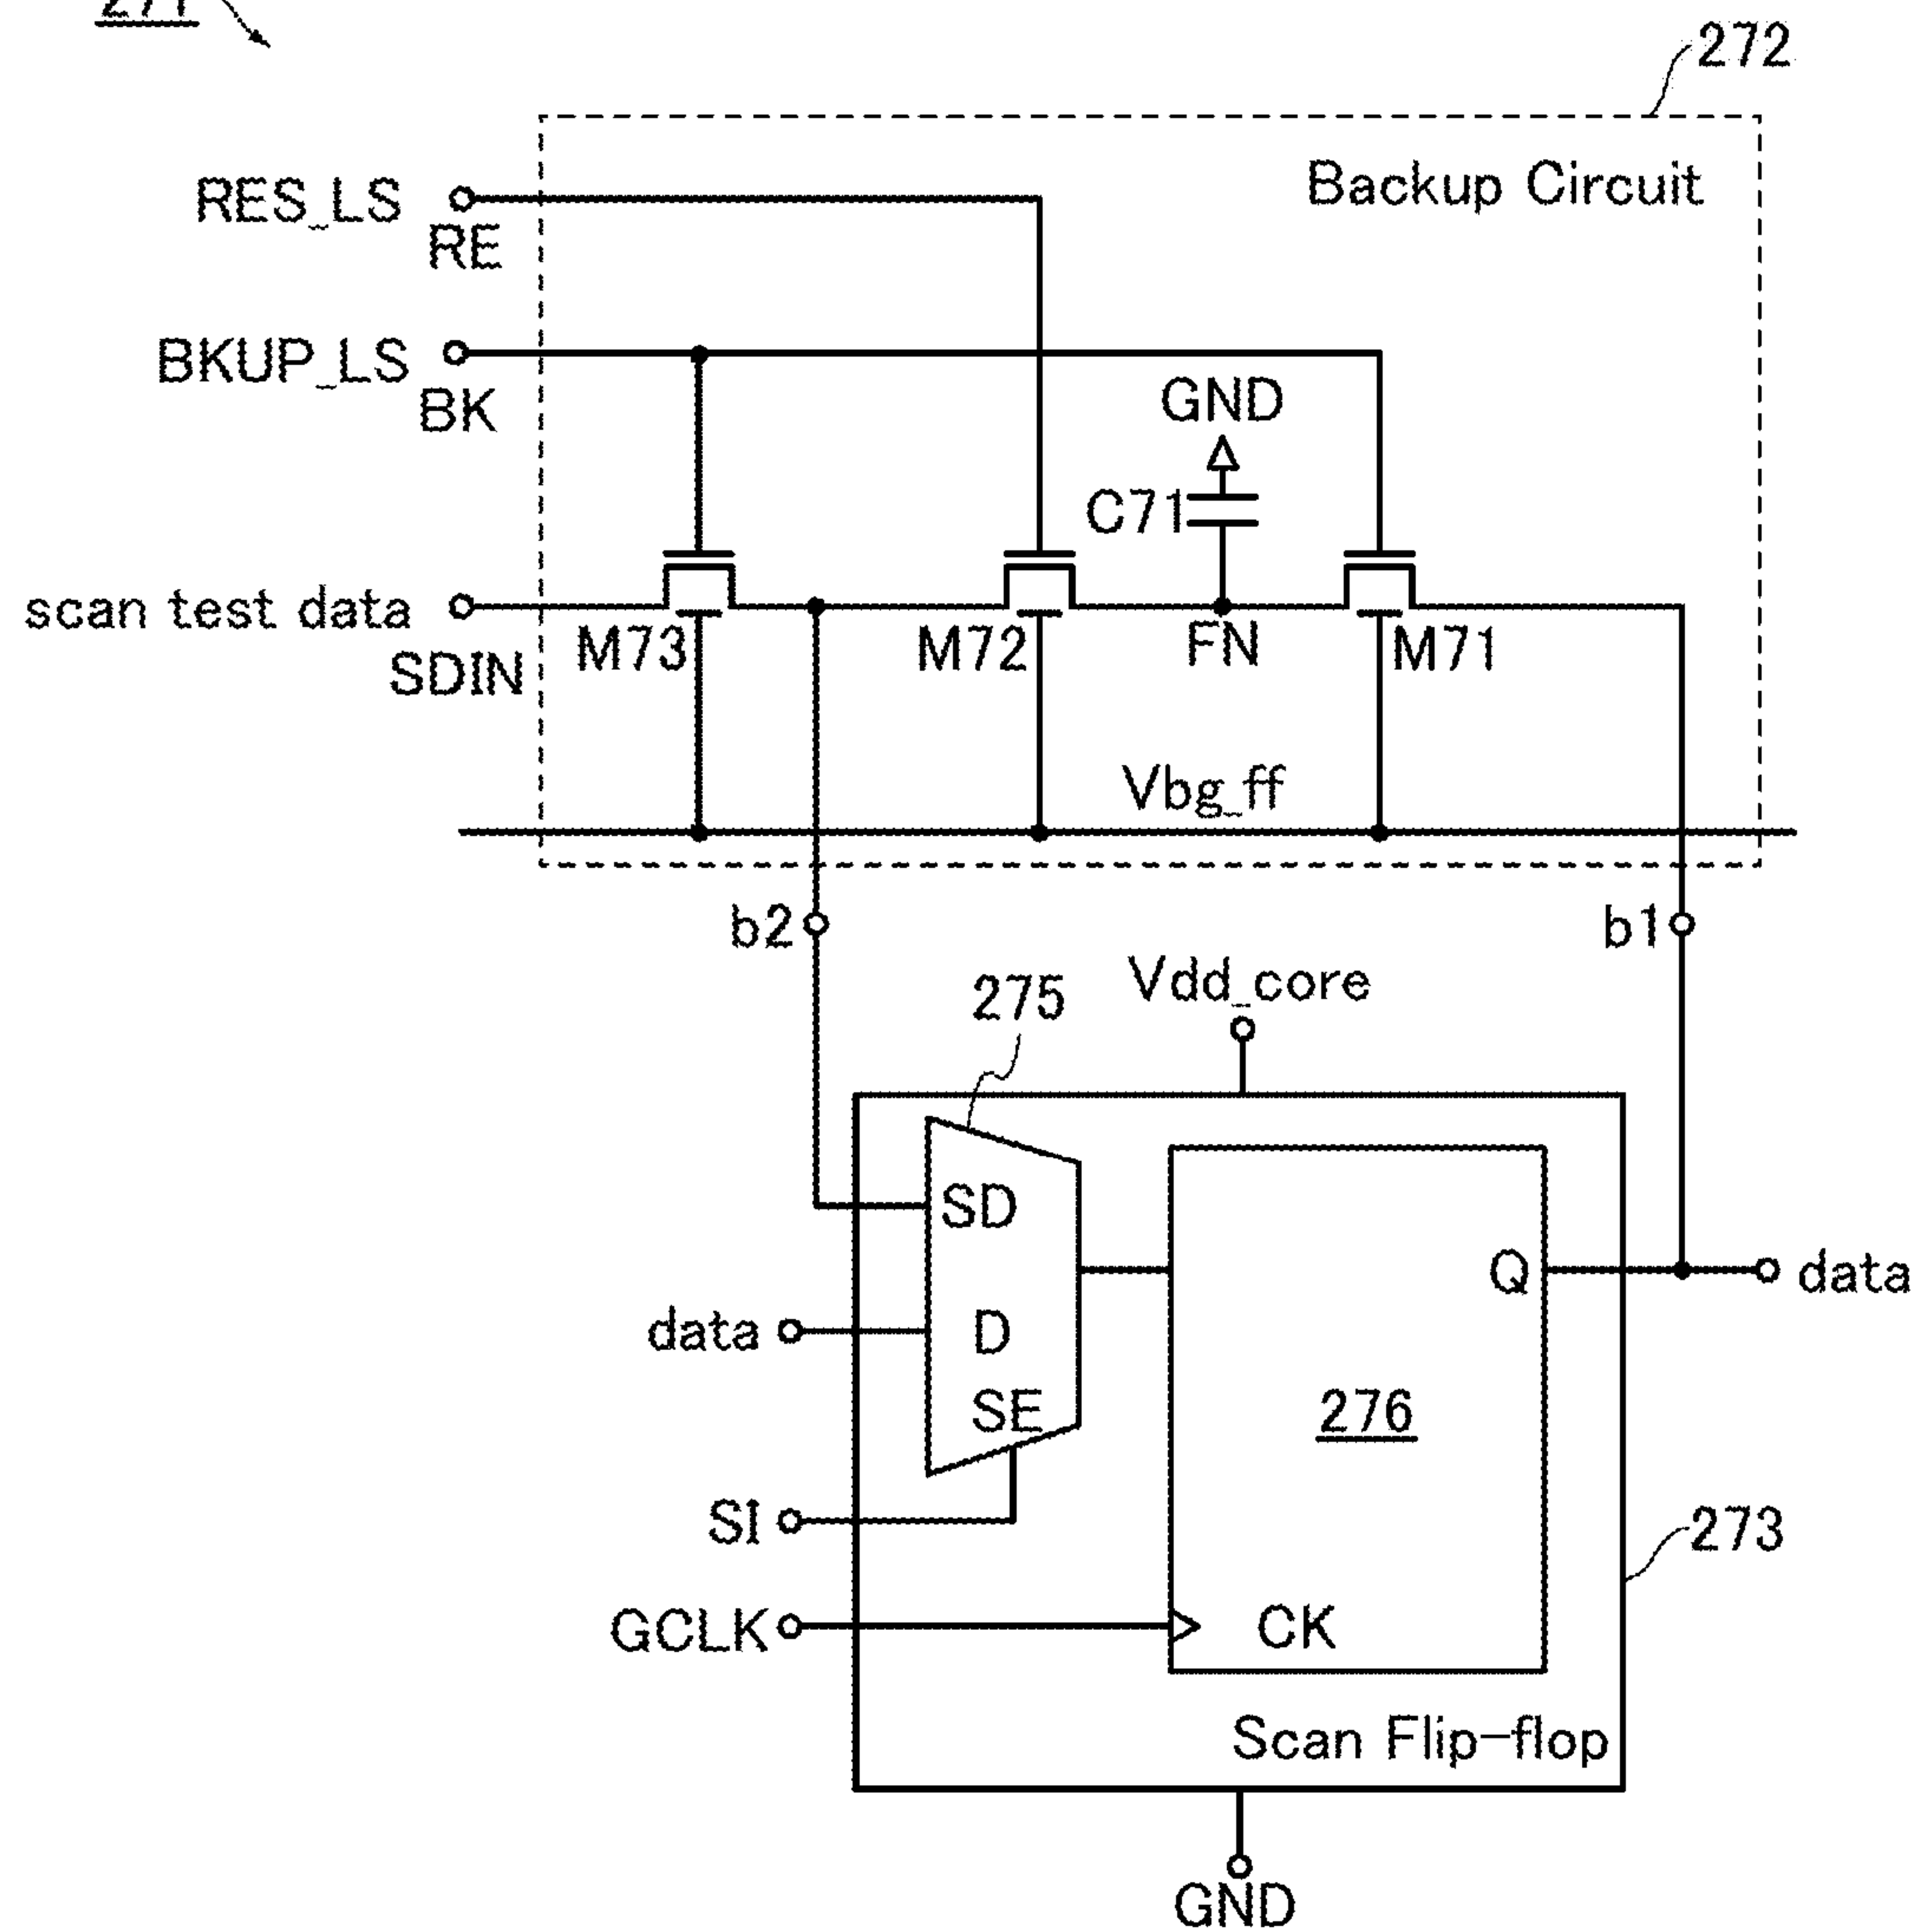 272
Backup Circuit
RES_LS
RE
BKUP_LS
BK
GND
C71
scan test data
SDIN
M73
M72
FN
M71
Vbg_ff
b2
b1
275
Vdd_core
SD
Q
data
data
D
SE
276
SI
273
GCLK
CK
Scan Flip-flop
GND